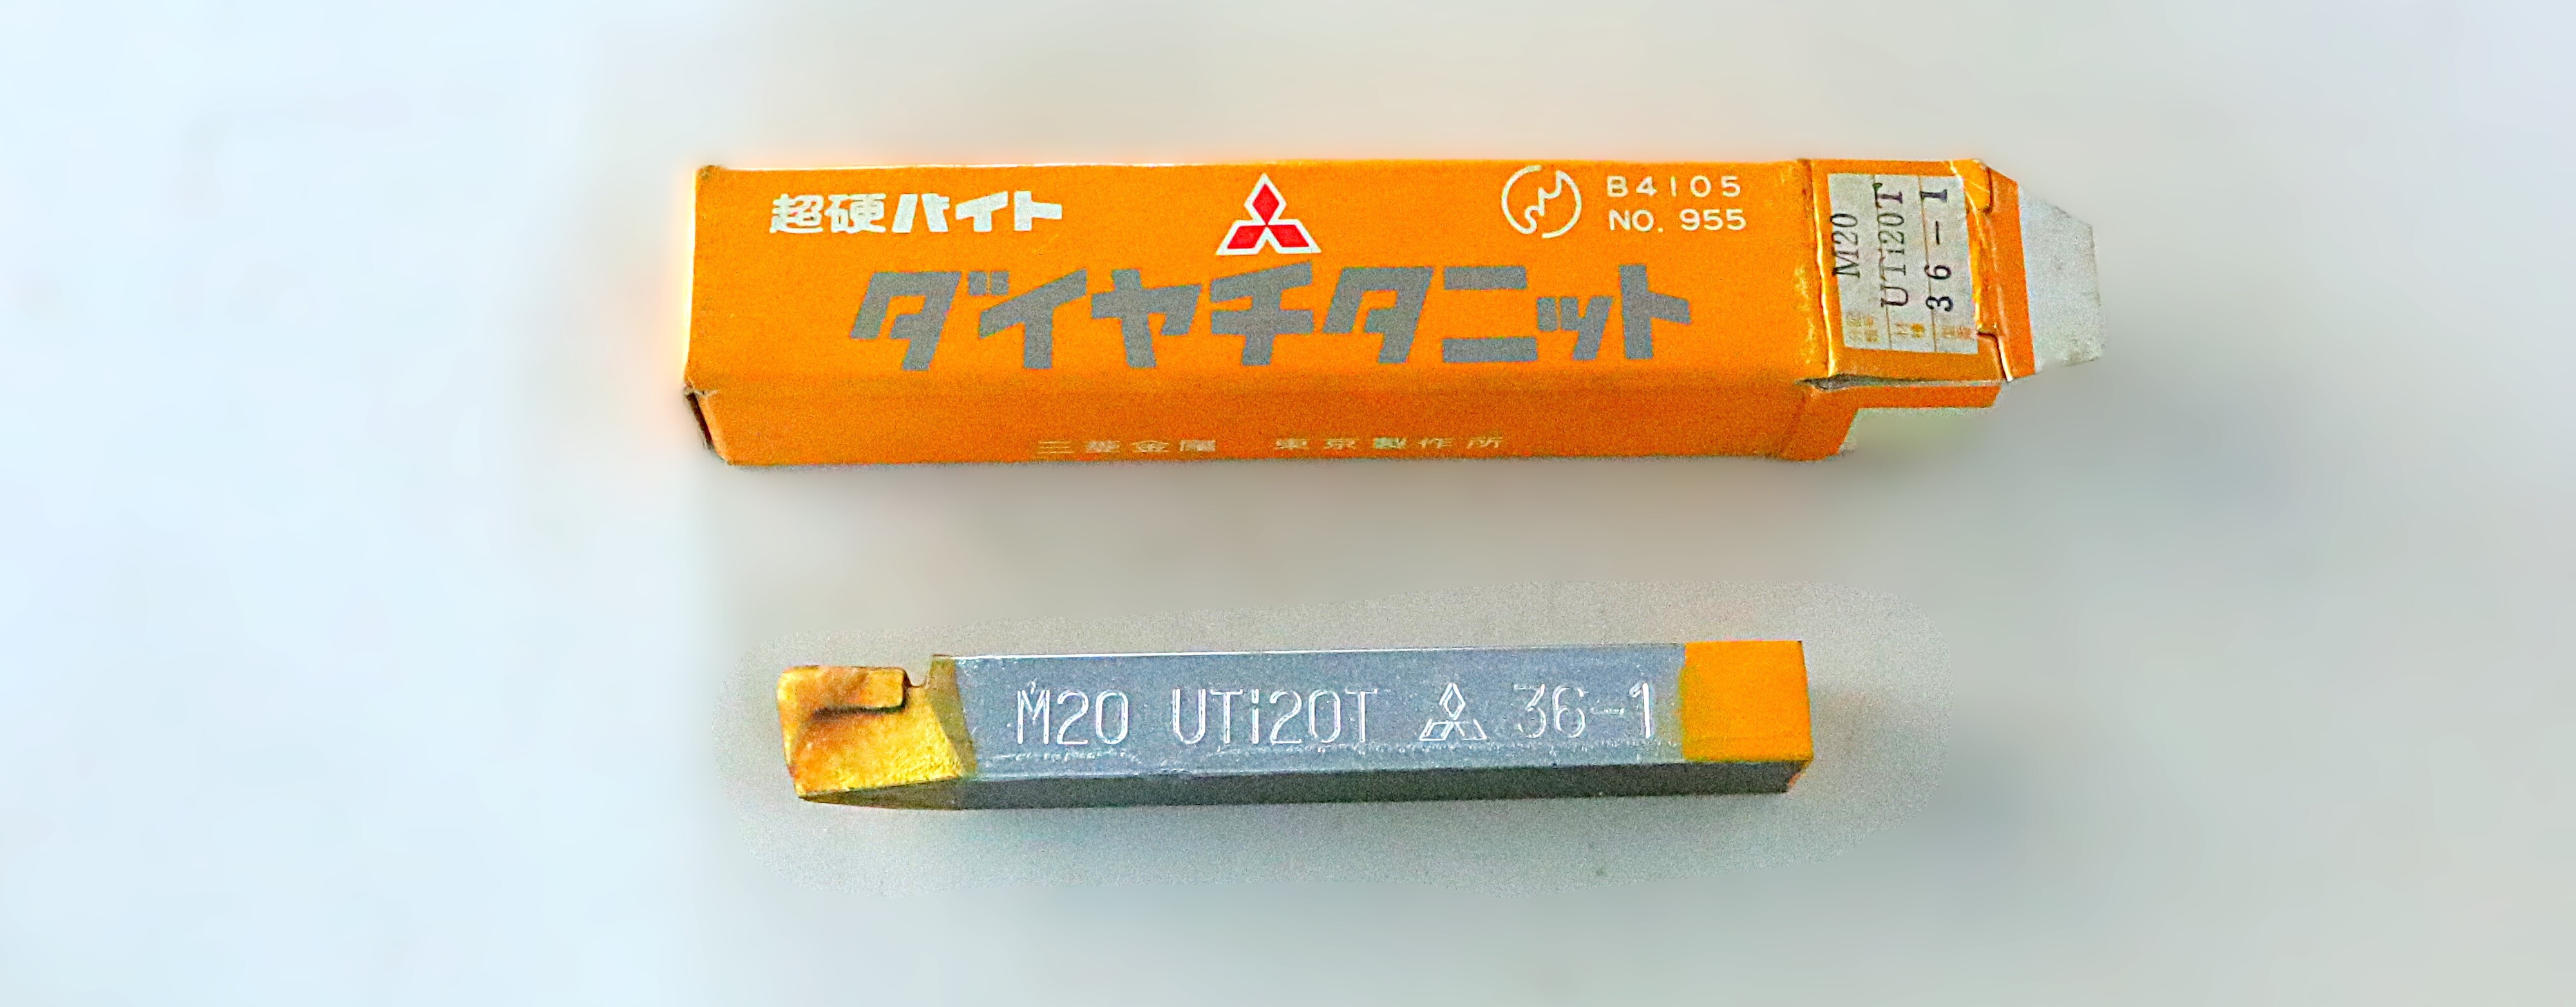 超硬バイト
B4105
NO. 955
ダイヤチタニット
三菱金属 東京製作所
M20
UTi20T
36-1
M20 UTi20T 36-1